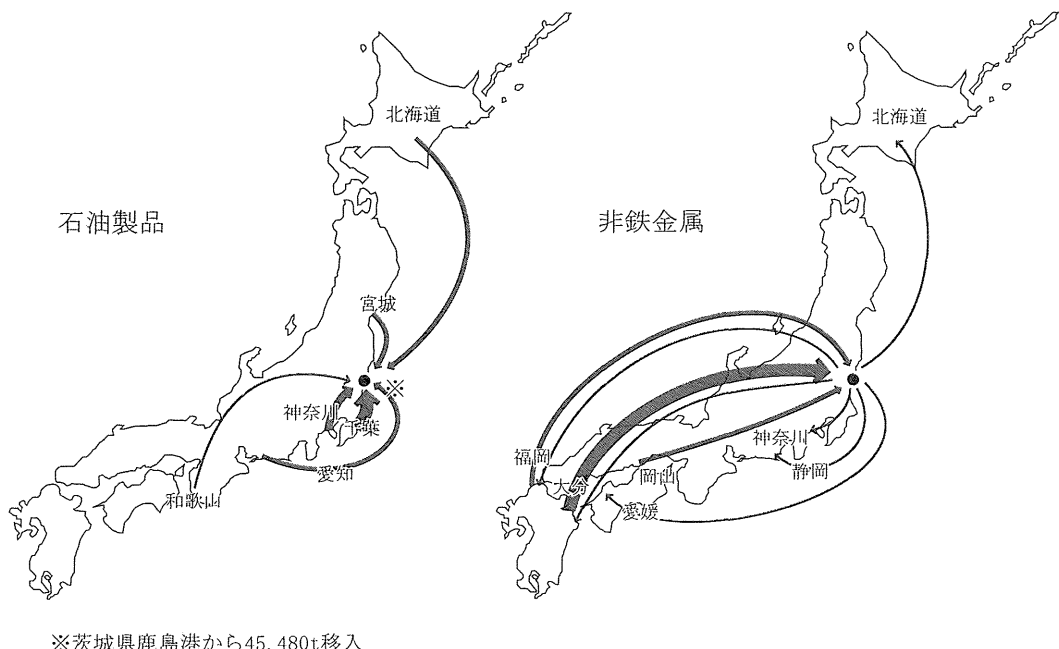 石油製品
北海道
宮城
※
神奈川
千葉
愛知
和歌山
非鉄金属
北海道
福岡
大分
岡山
愛媛
神奈川
静岡
※茨城県鹿島港から45,480t移入